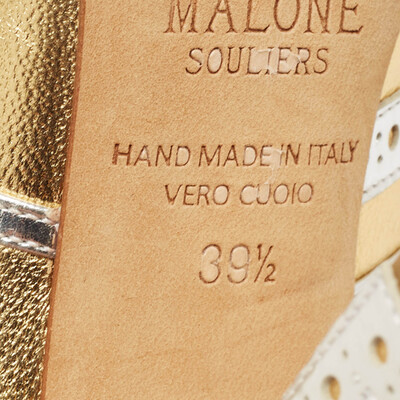 MALONE
SOULIERS
HAND MADE IN ITALY
VERO CUOIO
39½